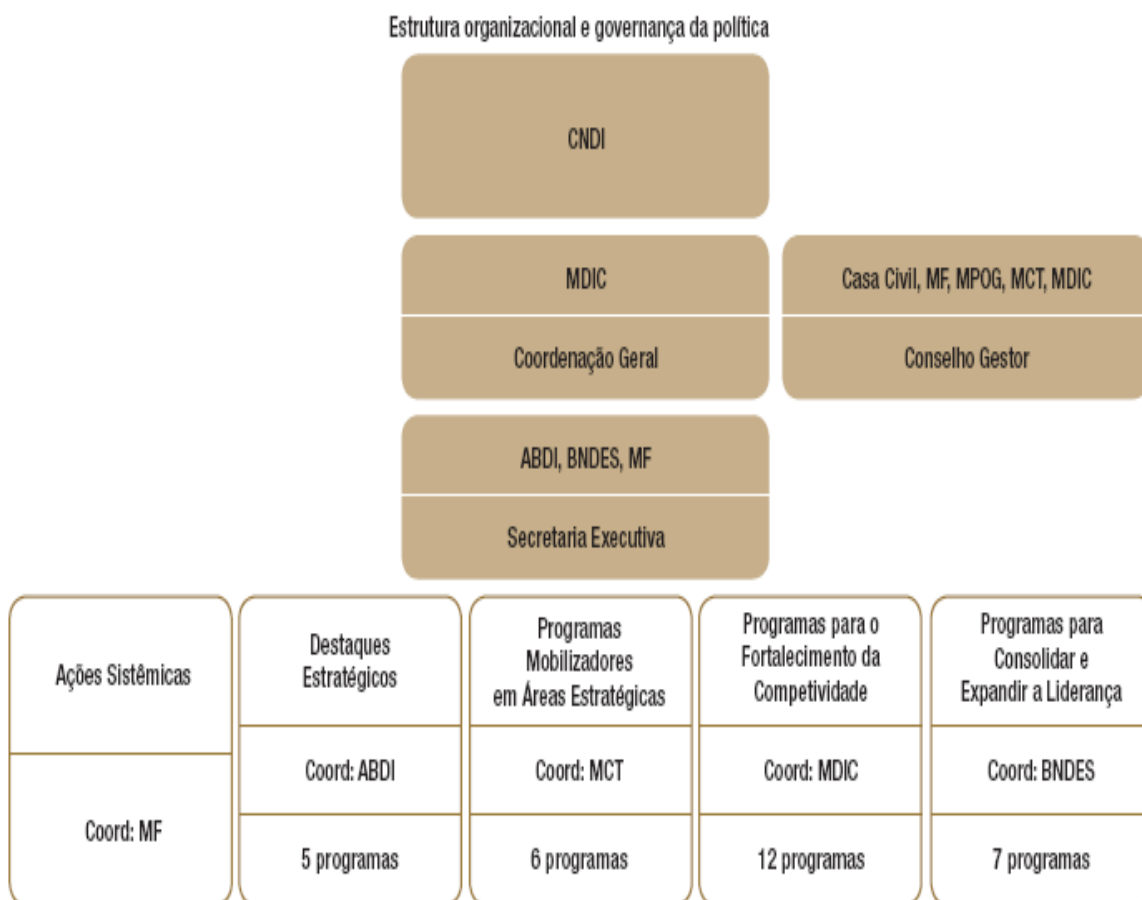 Estrutura organizacional e governança da política
CNDI
MDIC
Coordenação Geral
Casa Civil, MF, MPOG, MCT, MDIC
Conselho Gestor
ABDI, BNDES, MF
Secretaria Executiva
Ações Sistêmicas
Coord: MF
Destaques
Estratégicos
Coord: ABDI
5 programas
Programas
Mobilizadores
em Áreas Estratégicas
Coord: MCT
6 programas
Programas para o
Fortalecimento da
Competividade
Coord: MDIC
12 programas
Programas para
Consolidar e
Expandir a Liderança
Coord: BNDES
7 programas